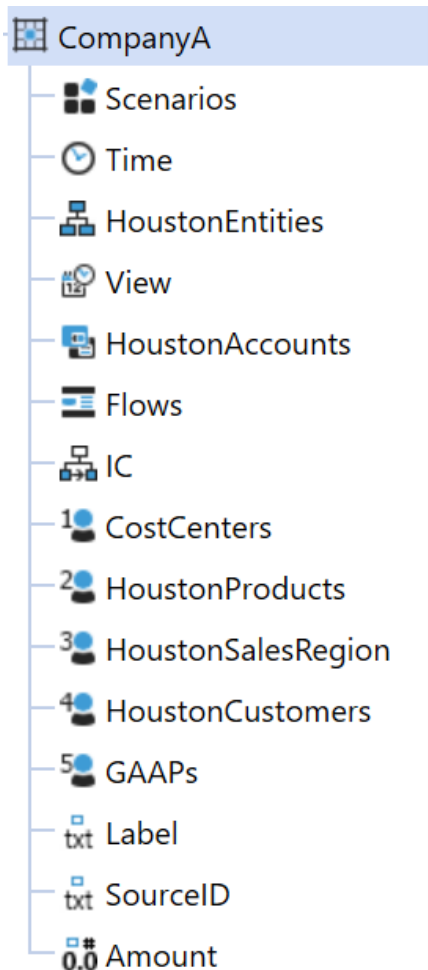 CompanyA
Scenarios
Time
HoustonEntities
12 View
HoustonAccounts
Flows
IC
1 CostCenters
2 HoustonProducts
3 HoustonSalesRegion
4 HoustonCustomers
5 GAAPs
txt Label
txt SourceID
# 0.0 Amount